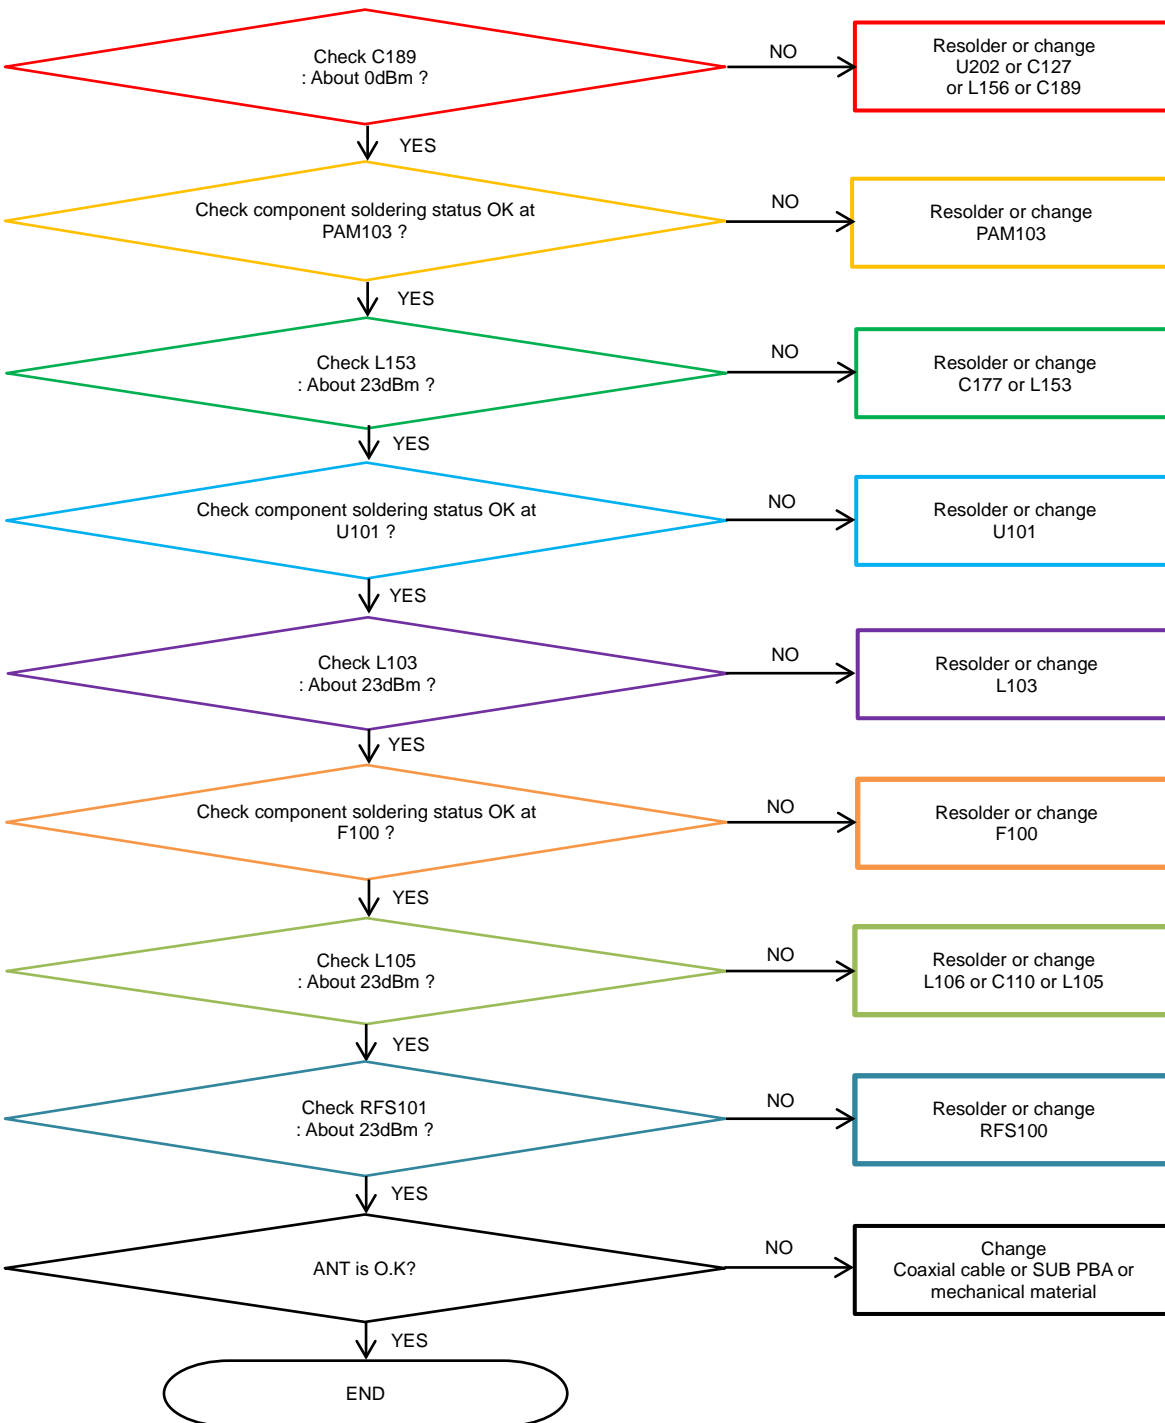 Check C189
: About 0dBm ?
NO
Resolder or change
U202 or C127
or L156 or C189
YES
Check component soldering status OK at
PAM103 ?
NO
Resolder or change
PAM103
YES
Check L153
: About 23dBm ?
NO
Resolder or change
C177 or L153
YES
Check component soldering status OK at
U101 ?
NO
Resolder or change
U101
YES
Check L103
: About 23dBm ?
NO
Resolder or change
L103
YES
Check component soldering status OK at
F100 ?
NO
Resolder or change
F100
YES
Check L105
: About 23dBm ?
NO
Resolder or change
L106 or C110 or L105
YES
Check RFS101
: About 23dBm ?
NO
Resolder or change
RFS100
YES
ANT is O.K?
NO
Change
Coaxial cable or SUB PBA or
mechanical material
YES
END